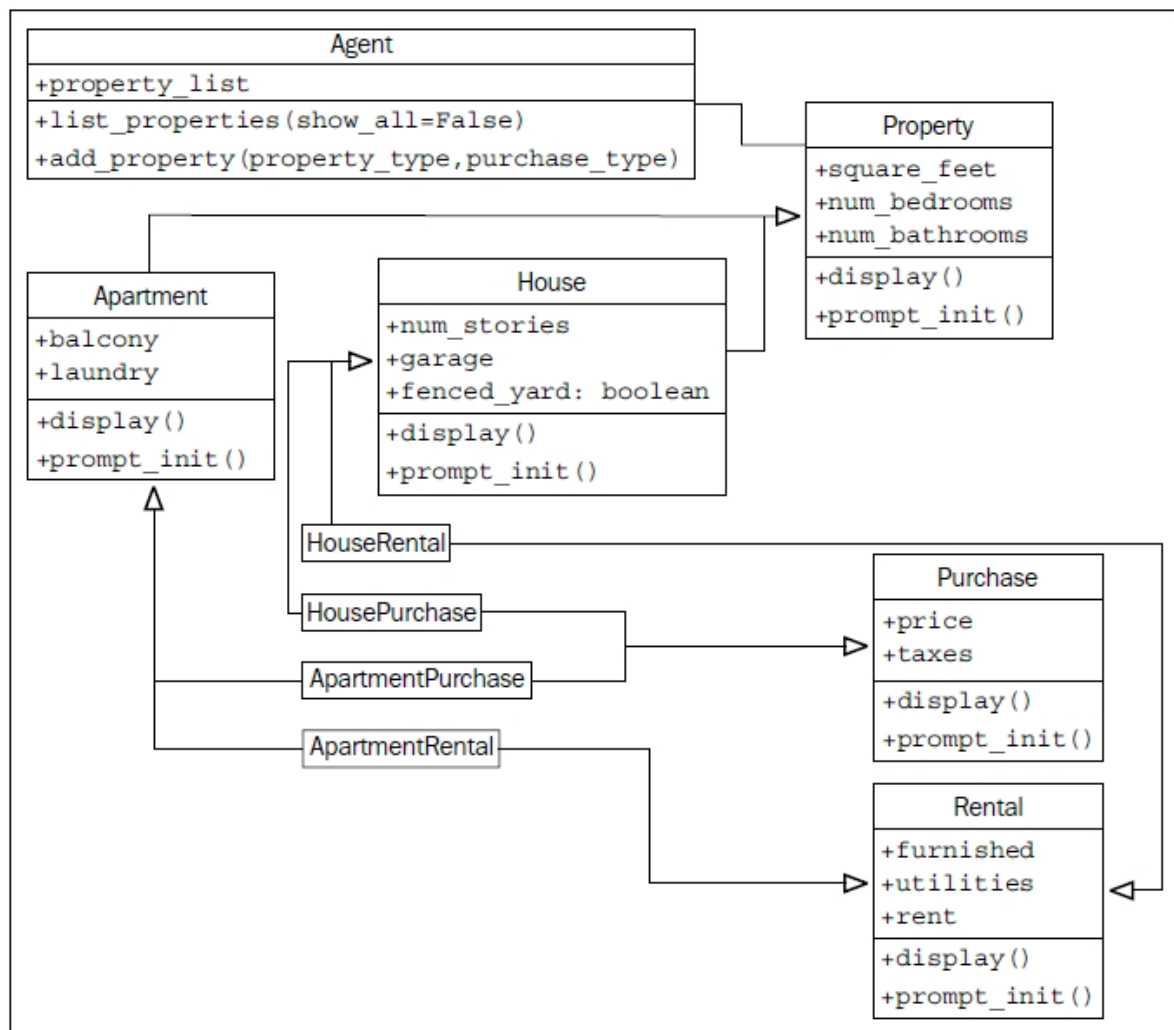 Agent
+property_list
+list_properties(show_all=False)
+add_property(property_type,purchase_type)
Property
+square_feet
+num_bedrooms
+num_bathrooms
+display()
+prompt_init()
Apartment
+balcony
+laundry
+display()
+prompt_init()
House
+num_stories
+garage
+fenced_yard: boolean
+display()
+prompt_init()
HouseRental
HousePurchase
ApartmentPurchase
ApartmentRental
Purchase
+price
+taxes
+display()
+prompt_init()
Rental
+furnished
+utilities
+rent
+display()
+prompt_init()